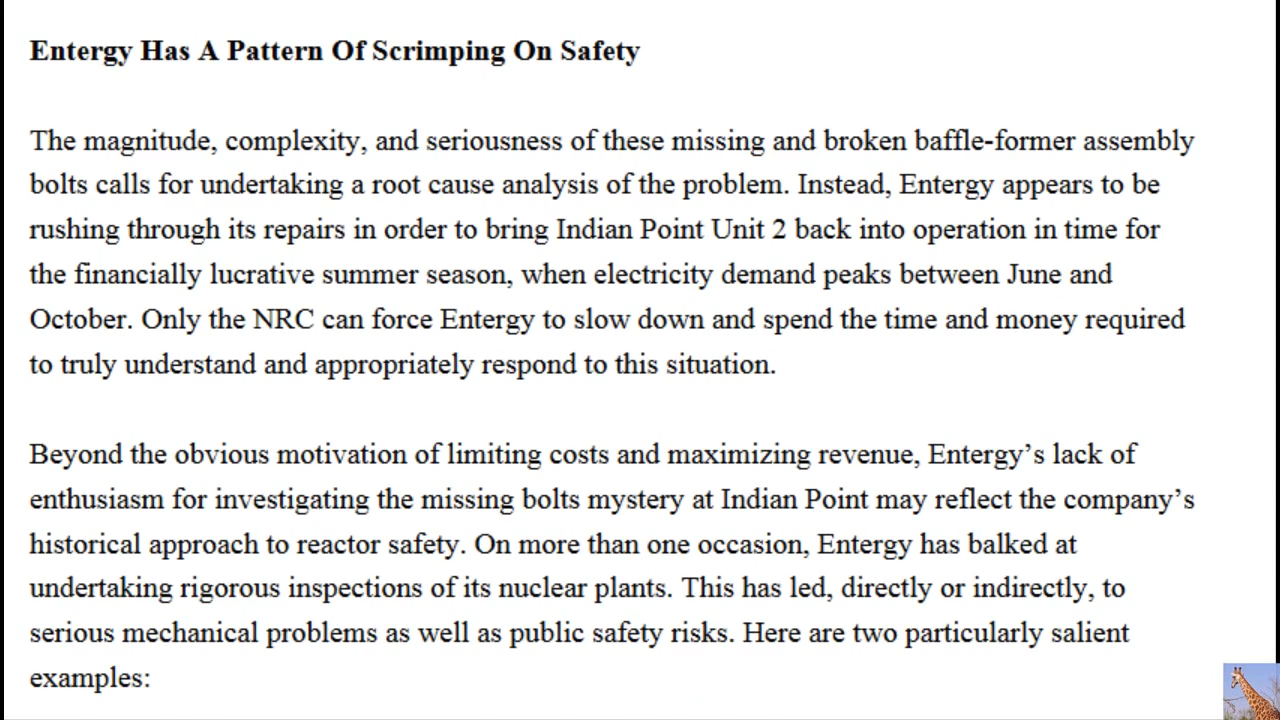 Entergy Has A Pattern Of Scrimping On Safety
The magnitude, complexity, and seriousness of these missing and broken baffle-former assembly
bolts calls for undertaking a root cause analysis of the problem. Instead, Entergy appears to be
rushing through its repairs in order to bring Indian Point Unit 2 back into operation in time for
the financially lucrative summer season, when electricity demand peaks between June and
October. Only the NRC can force Entergy to slow down and spend the time and money required
to truly understand and appropriately respond to this situation.
Beyond the obvious motivation of limiting costs and maximizing revenue, Entergy’s lack of
enthusiasm for investigating the missing bolts mystery at Indian Point may reflect the company’s
historical approach to reactor safety. On more than one occasion, Entergy has balked at
undertaking rigorous inspections of its nuclear plants. This has led, directly or indirectly, to
serious mechanical problems as well as public safety risks. Here are two particularly salient
examples: